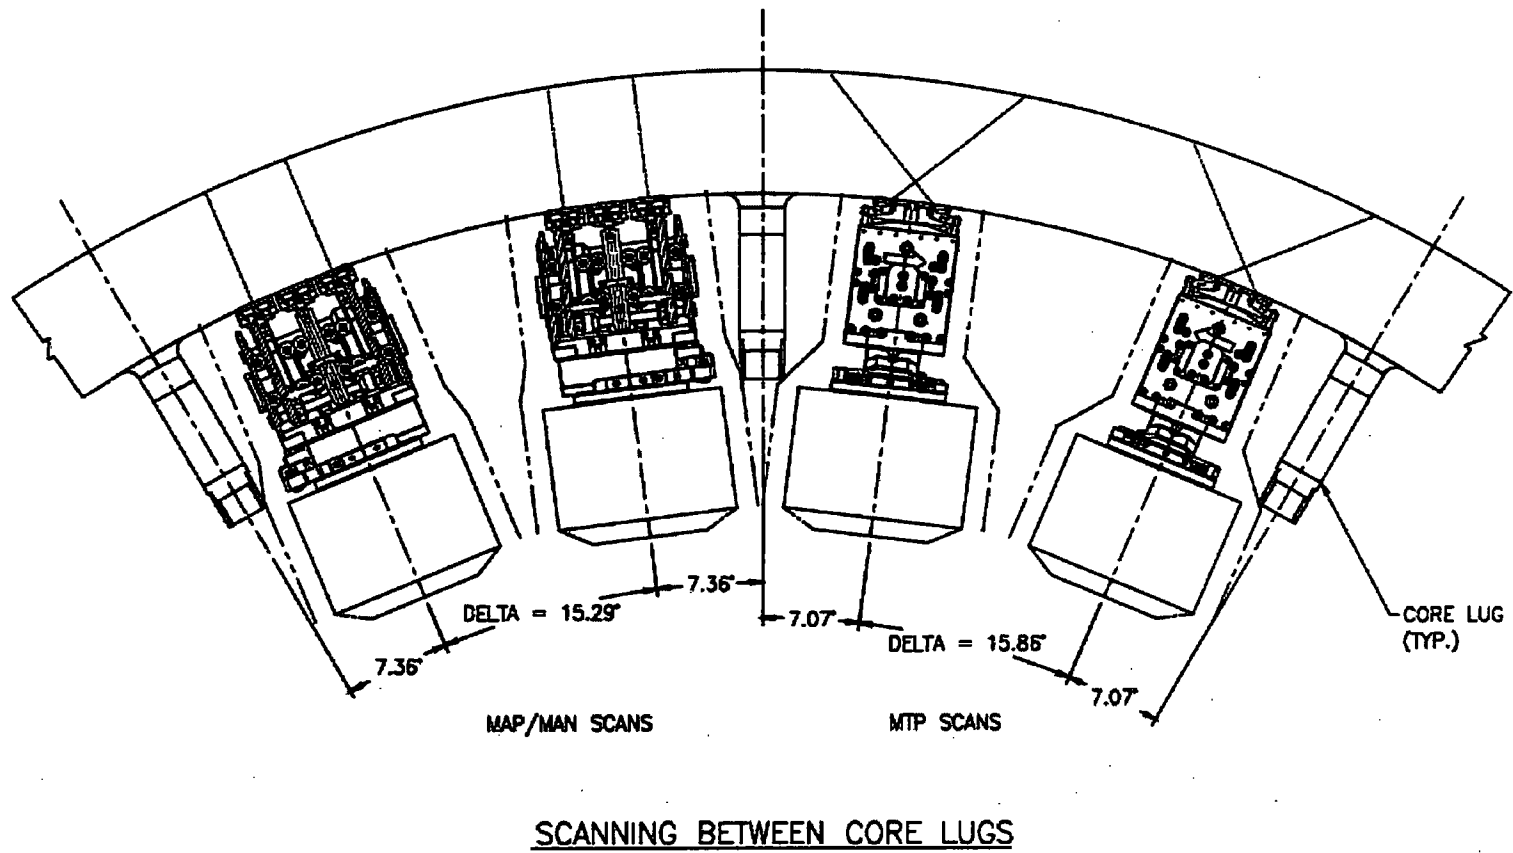 7.36°
7.07°
DELTA = 15.29°
DELTA = 15.86°
7.36°
7.07°
CORE LUG
(TYP.)
MAP/MAN SCANS
MTP SCANS
SCANNING BETWEEN CORE LUGS